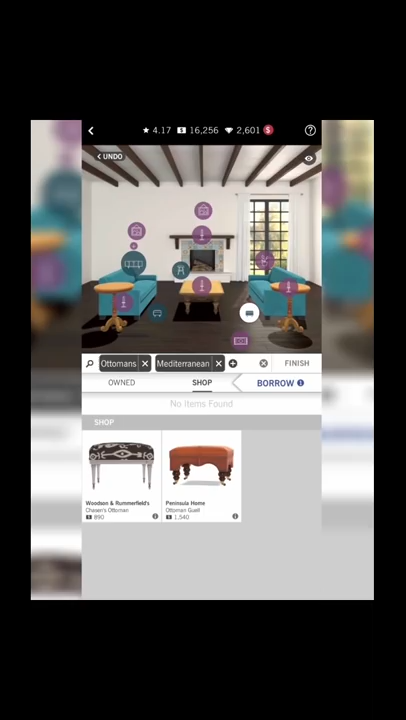 4.17 16,256 2,601 $ ?
UNDO
Ottomans X Mediterranean X FINISH
OWNED SHOP BORROW
No Items Found
SHOP
Woodson & Rummerfield's
Chasen's Ottoman
890
Peninsula Home
Ottoman Guell
1,540